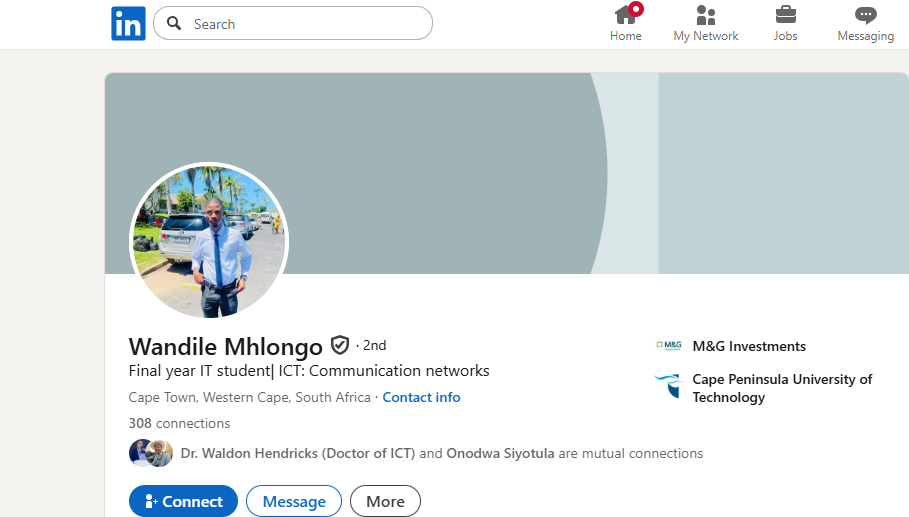 in
Search
Home
My Network
Jobs
Messaging
Wandile Mhlongo · 2nd
Final year IT student| ICT: Communication networks
Cape Town, Western Cape, South Africa · Contact info
308 connections
Dr. Waldon Hendricks (Doctor of ICT) and Onodwa Siyotula are mutual connections
Connect
Message
More
M&G
M&G Investments
Cape Peninsula University of
Technology